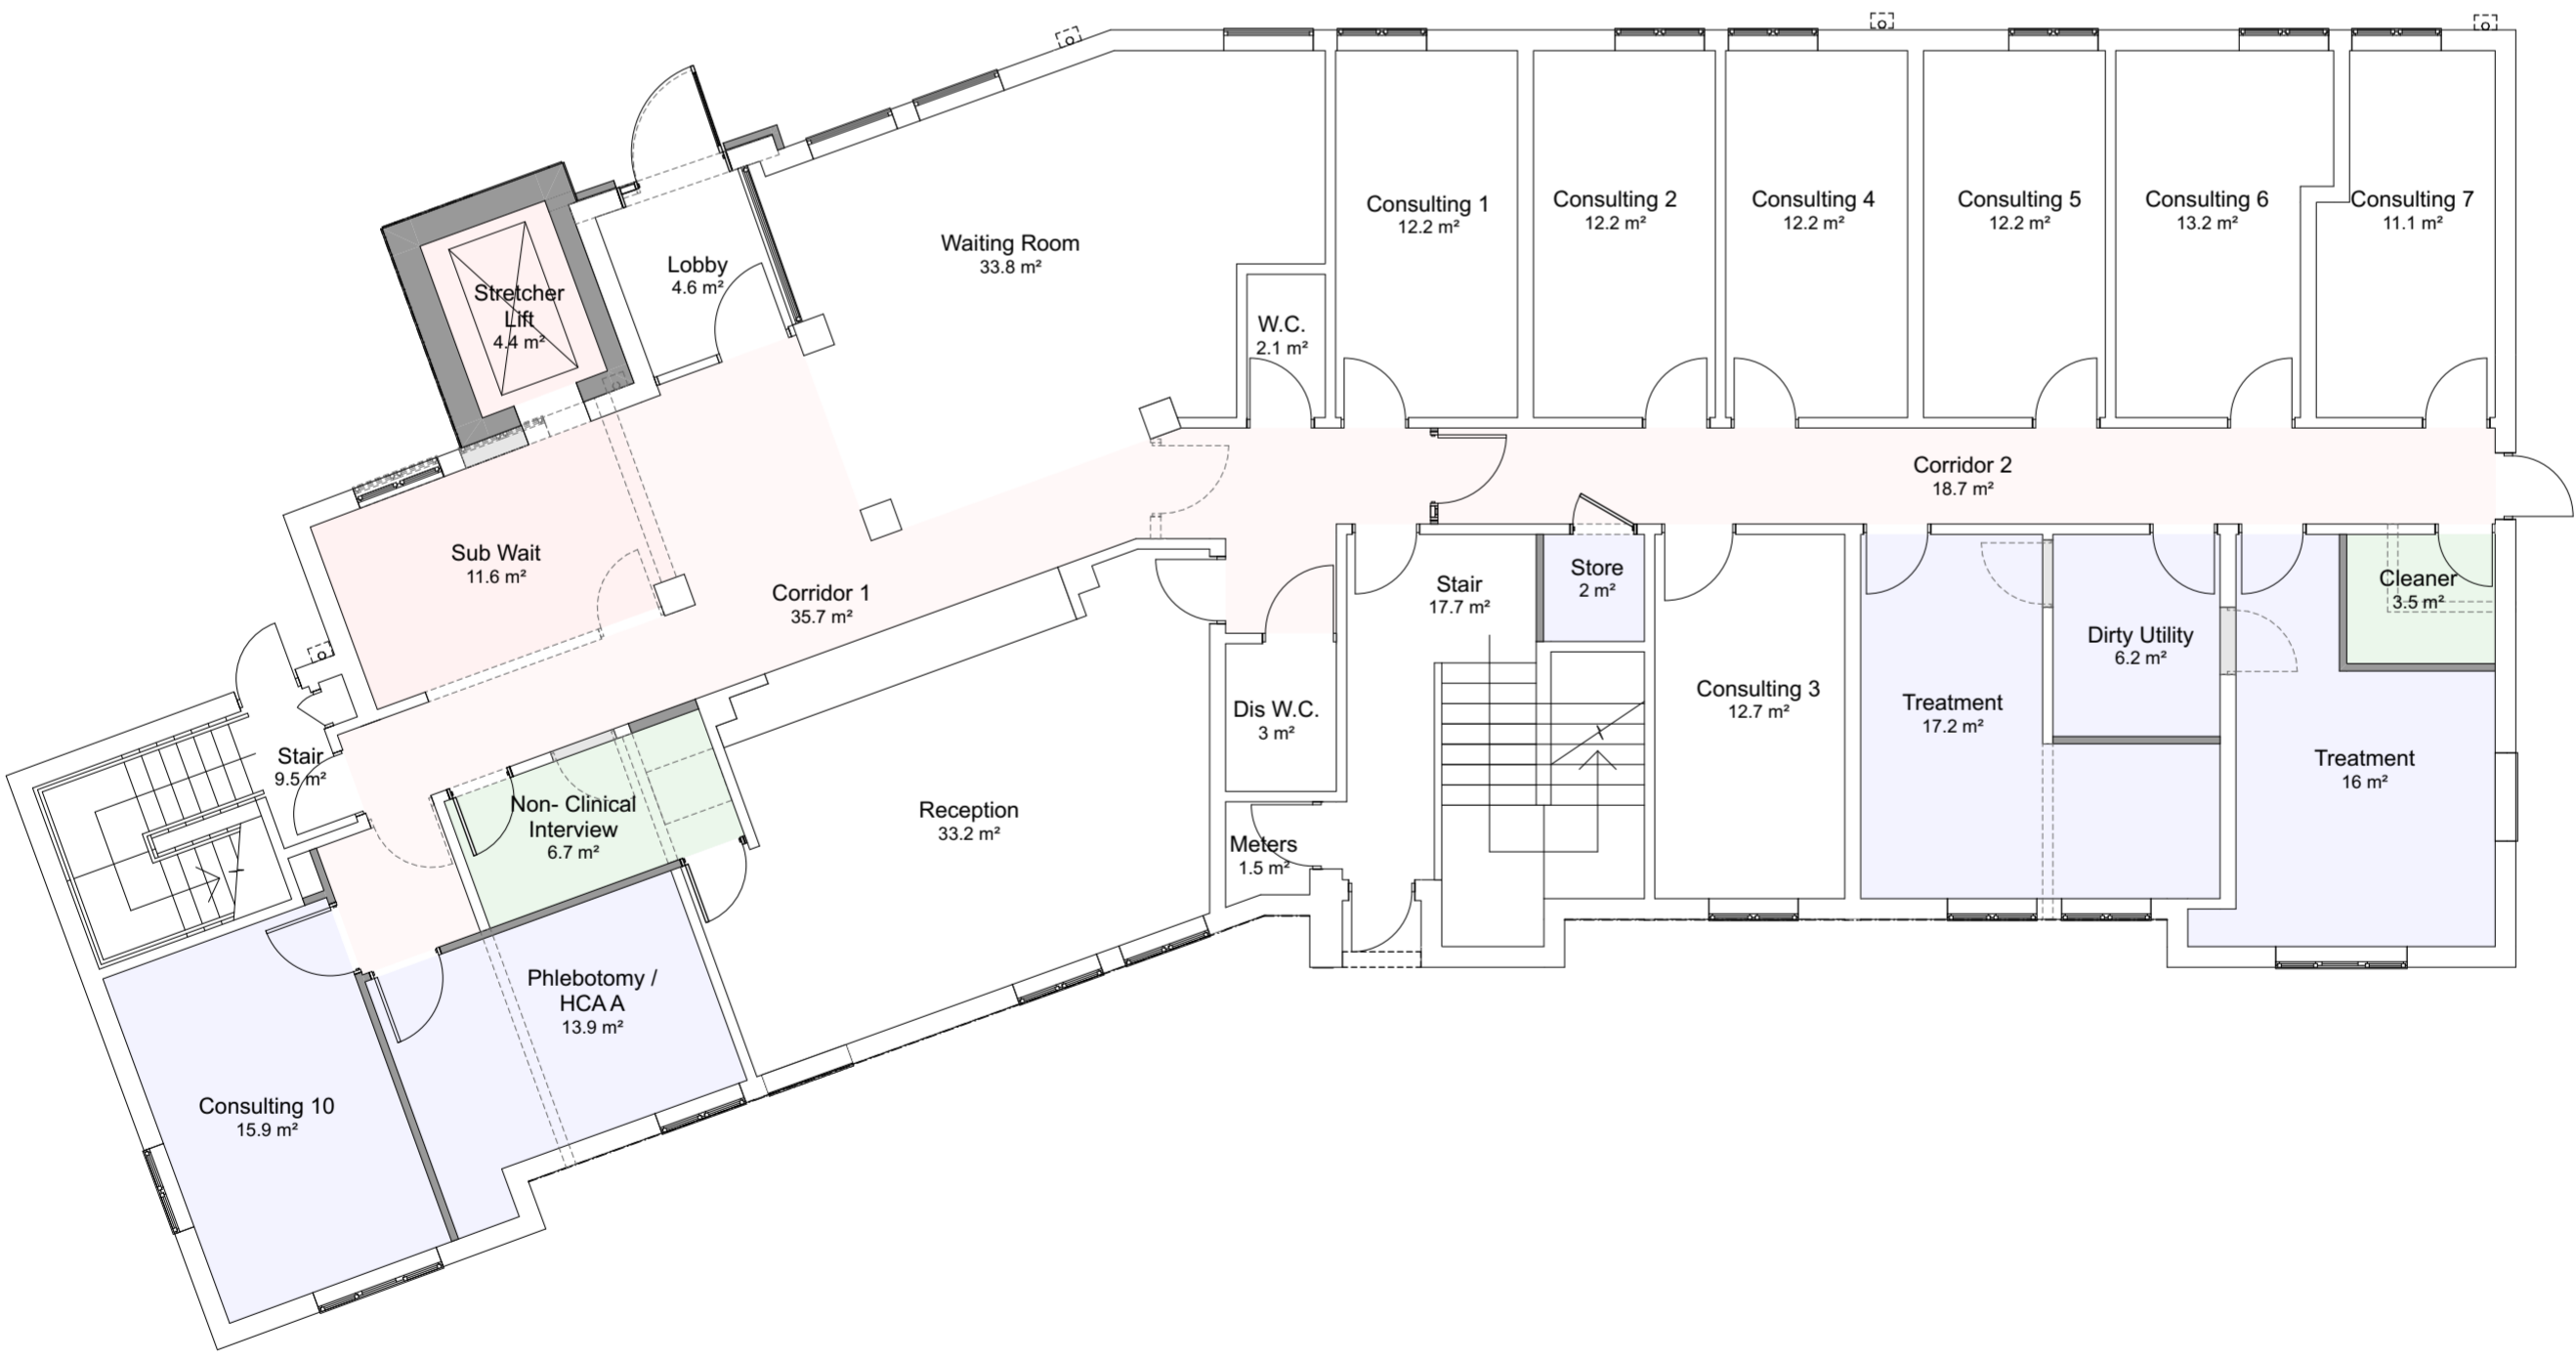 Consulting 1
12.2 m²
Consulting 2
12.2 m²
Consulting 4
12.2 m²
Consulting 5
12.2 m²
Consulting 6
13.2 m²
Consulting 7
11.1 m²
Waiting Room
33.8 m²
Lobby
4.6 m²
Stretcher
Lift
4.4 m²
W.C.
2.1 m²
Corridor 2
18.7 m²
Sub Wait
11.6 m²
Corridor 1
35.7 m²
Stair
17.7 m²
Store
2 m²
Cleaner
3.5 m²
Dirty Utility
6.2 m²
Consulting 3
12.7 m²
Treatment
17.2 m²
Dis W.C.
3 m²
Stair
9.5 m²
Treatment
16 m²
Non- Clinical
Interview
6.7 m²
Reception
33.2 m²
Meters
1.5 m²
Phlebotomy /
HCA A
13.9 m²
Consulting 10
15.9 m²